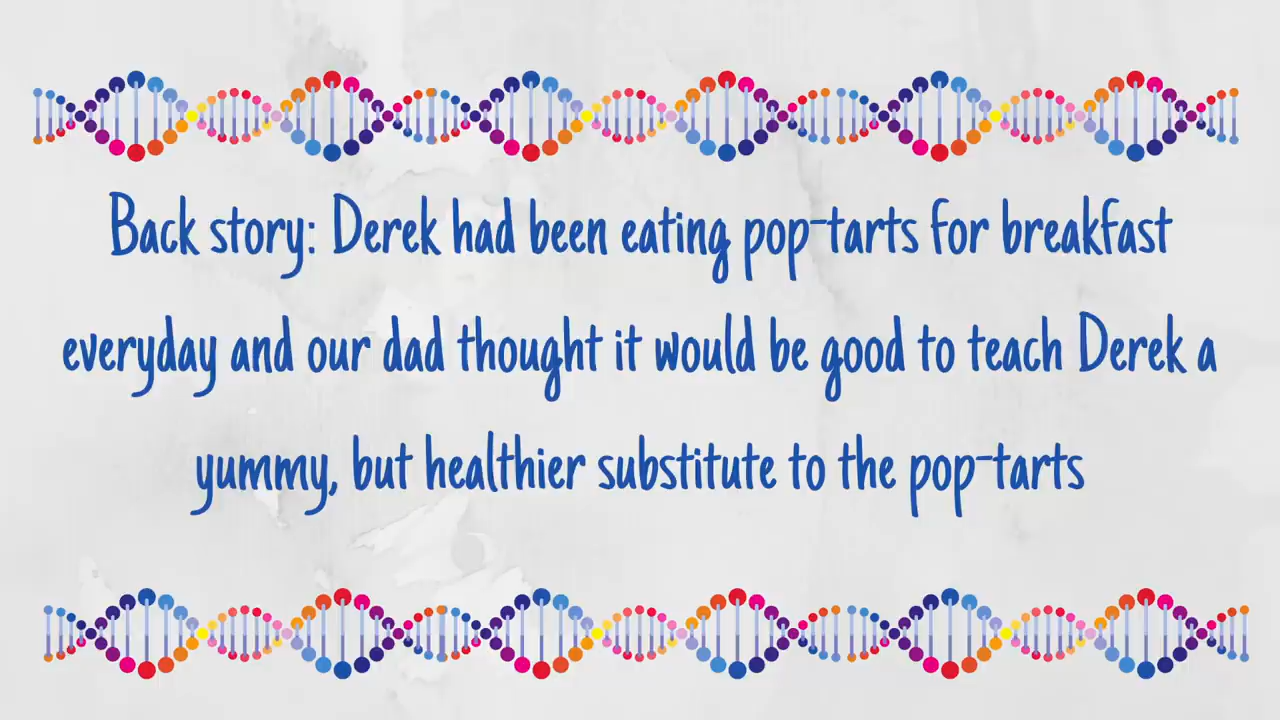 Back story: Derek had been eating pop-tarts for breakfast
everyday and our dad thought it would be good to teach Derek a
yummy, but healthier substitute to the pop-tarts